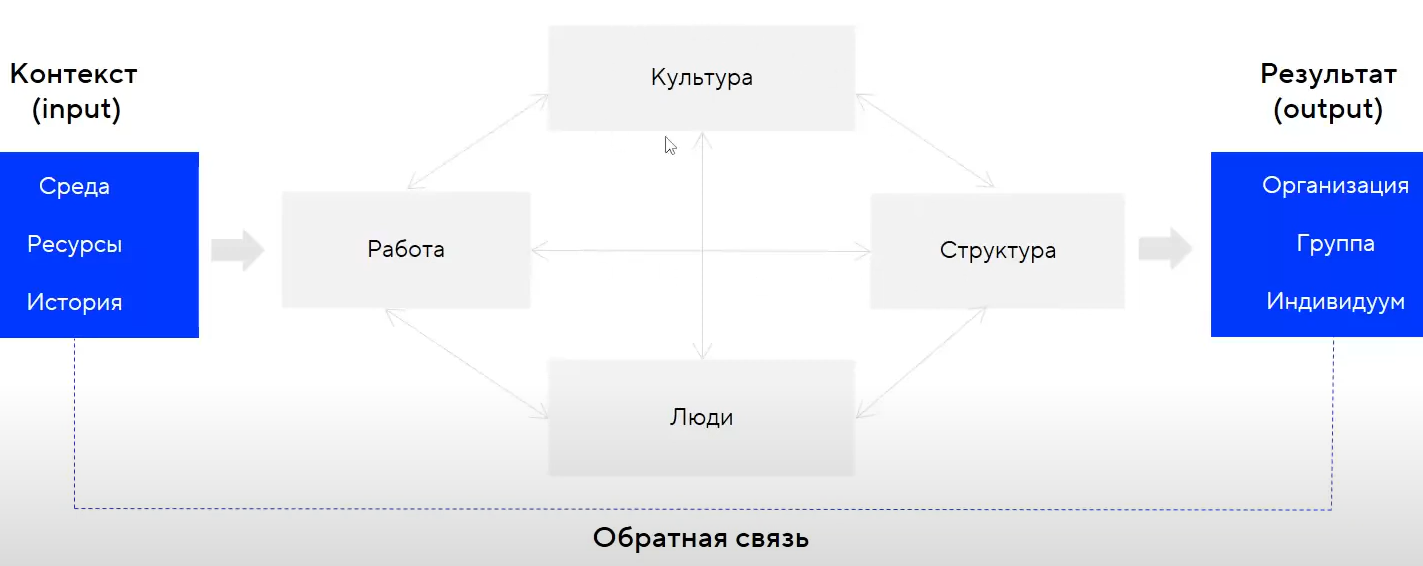 Контекст
(input)
Среда
Ресурсы
История
Культура
Работа
Структура
Люди
Результат
(output)
Организация
Группа
Индивидуум
Обратная связь